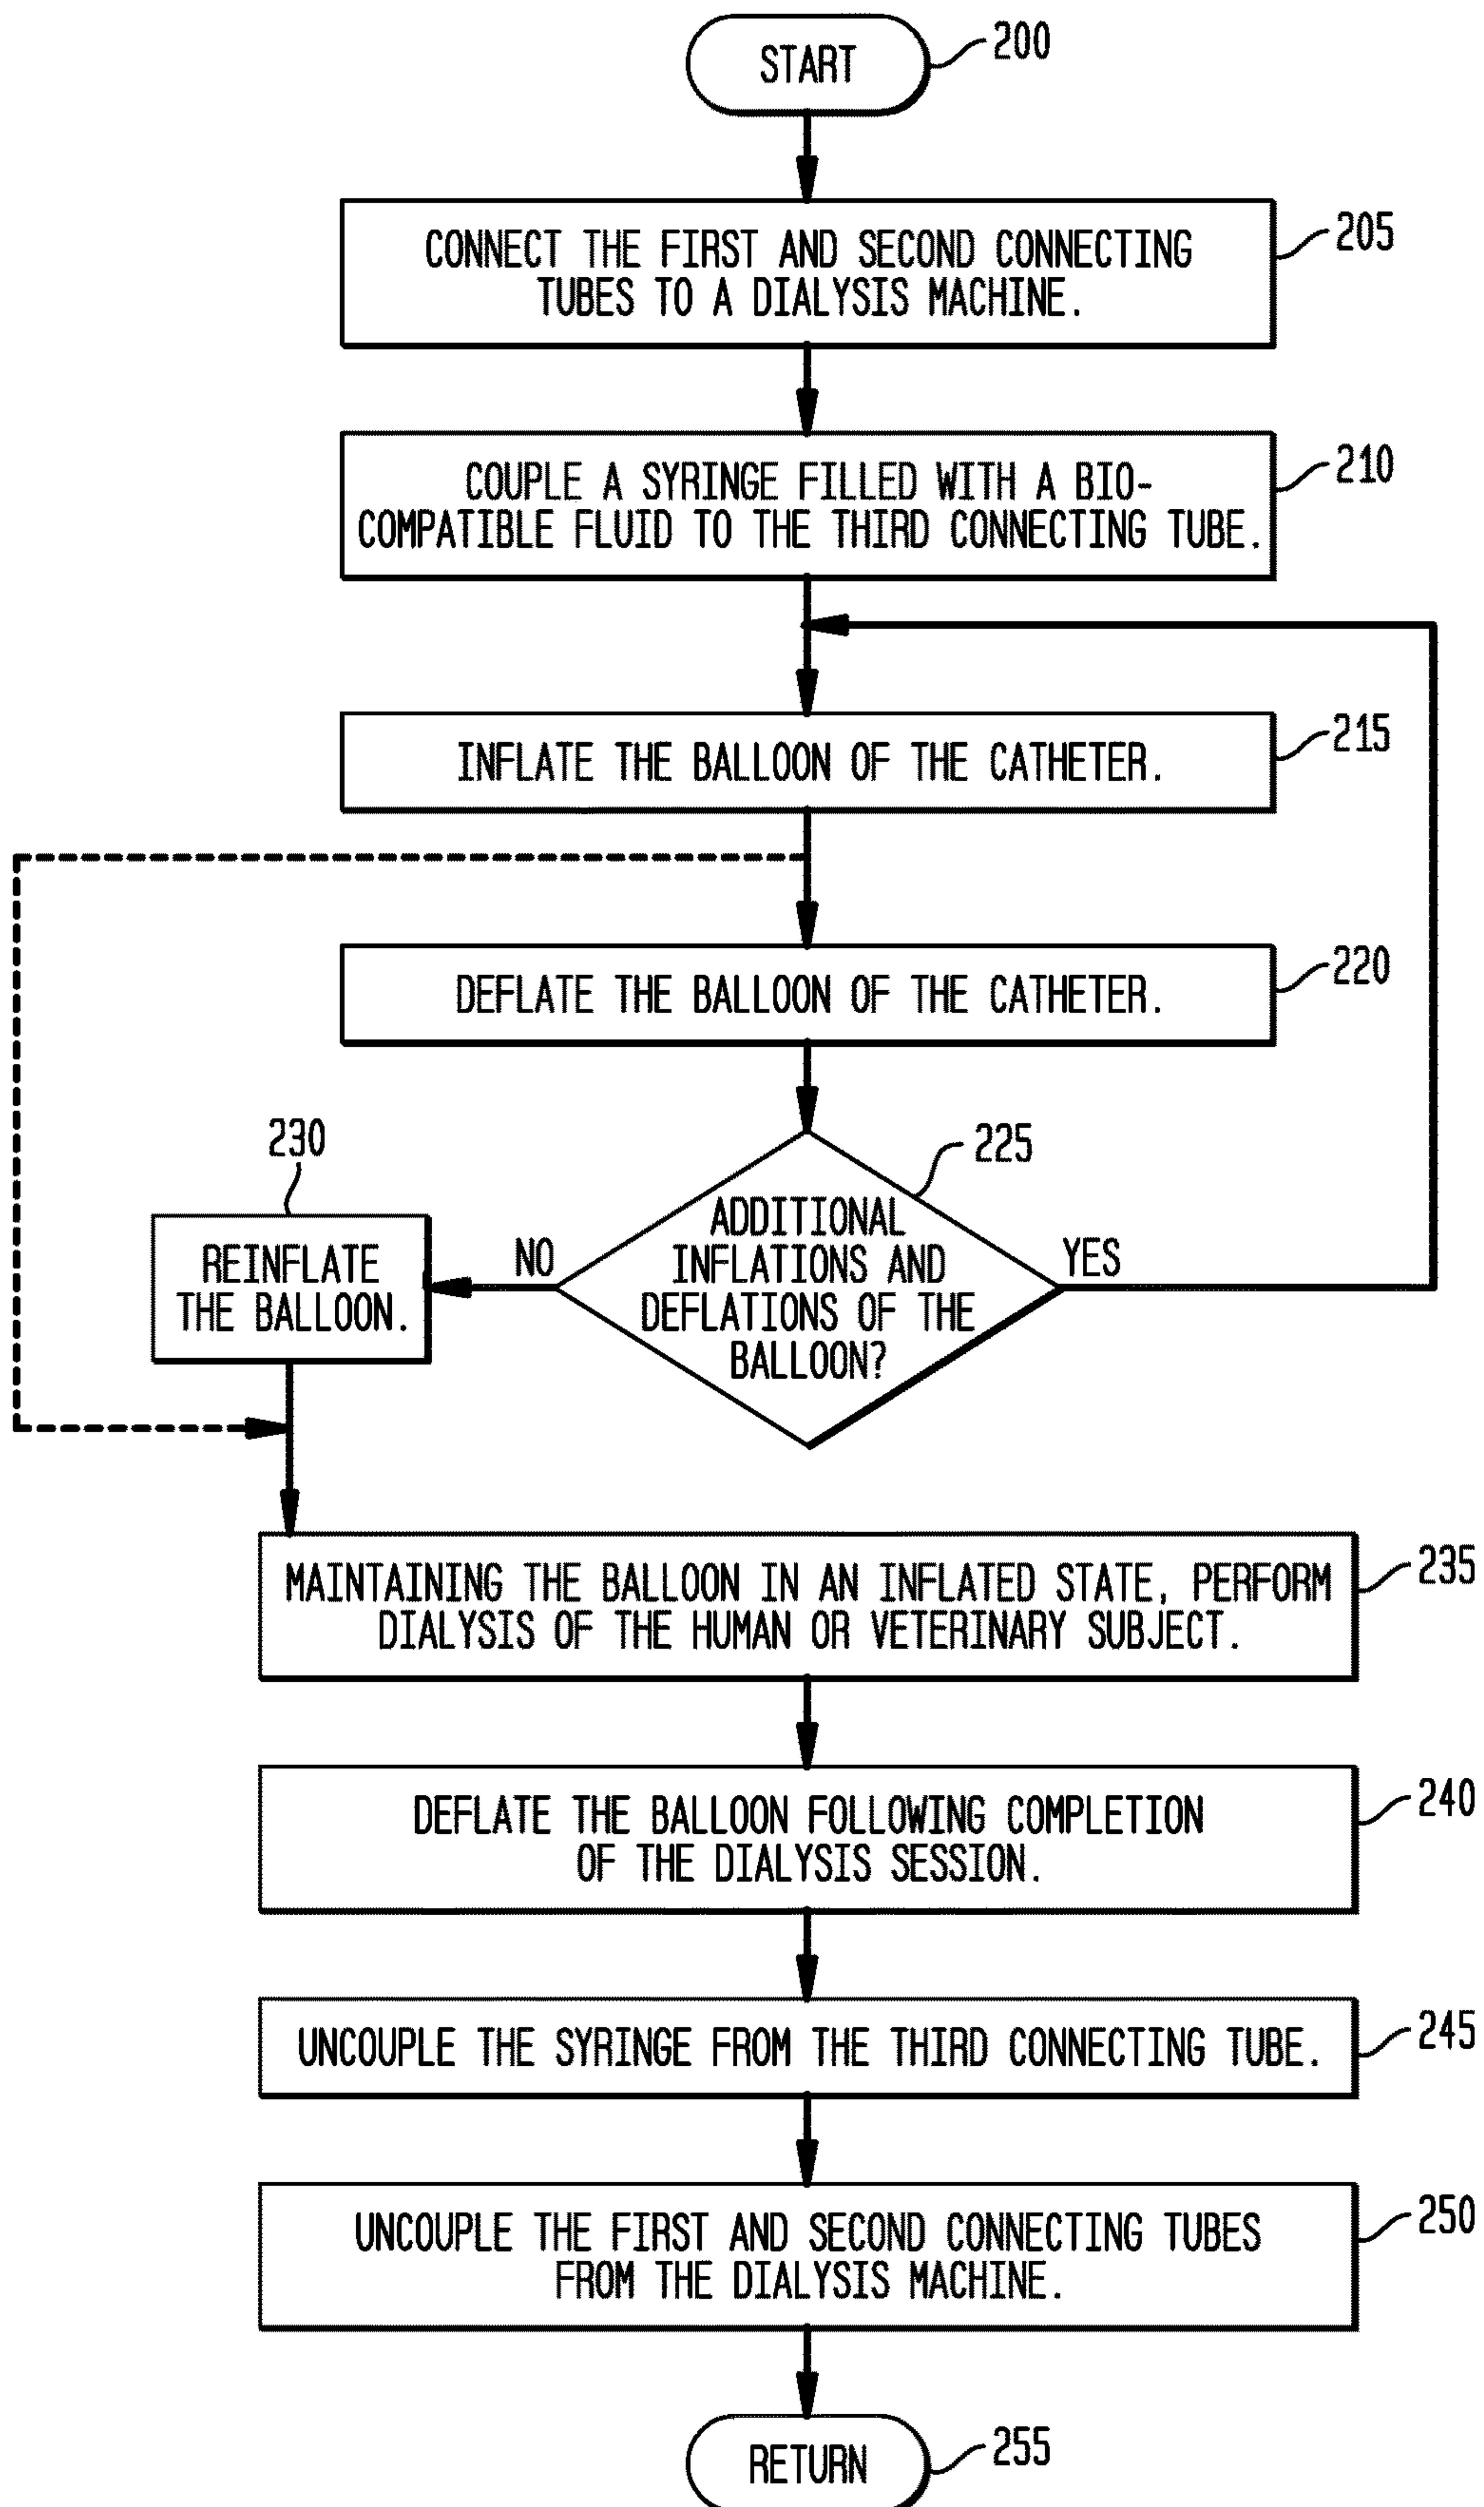 START
200
CONNECT THE FIRST AND SECOND CONNECTING
TUBES TO A DIALYSIS MACHINE.
205
COUPLE A SYRINGE FILLED WITH A BIO-
COMPATIBLE FLUID TO THE THIRD CONNECTING TUBE.
210
INFLATE THE BALLOON OF THE CATHETER.
215
DEFLATE THE BALLOON OF THE CATHETER.
220
225
ADDITIONAL
INFLATIONS AND
DEFLATIONS OF THE
BALLOON?
YES
NO
230
REINFLATE
THE BALLOON.
MAINTAINING THE BALLOON IN AN INFLATED STATE, PERFORM
DIALYSIS OF THE HUMAN OR VETERINARY SUBJECT.
235
DEFLATE THE BALLOON FOLLOWING COMPLETION
OF THE DIALYSIS SESSION.
240
UNCOUPLE THE SYRINGE FROM THE THIRD CONNECTING TUBE.
245
UNCOUPLE THE FIRST AND SECOND CONNECTING TUBES
FROM THE DIALYSIS MACHINE.
250
RETURN
255